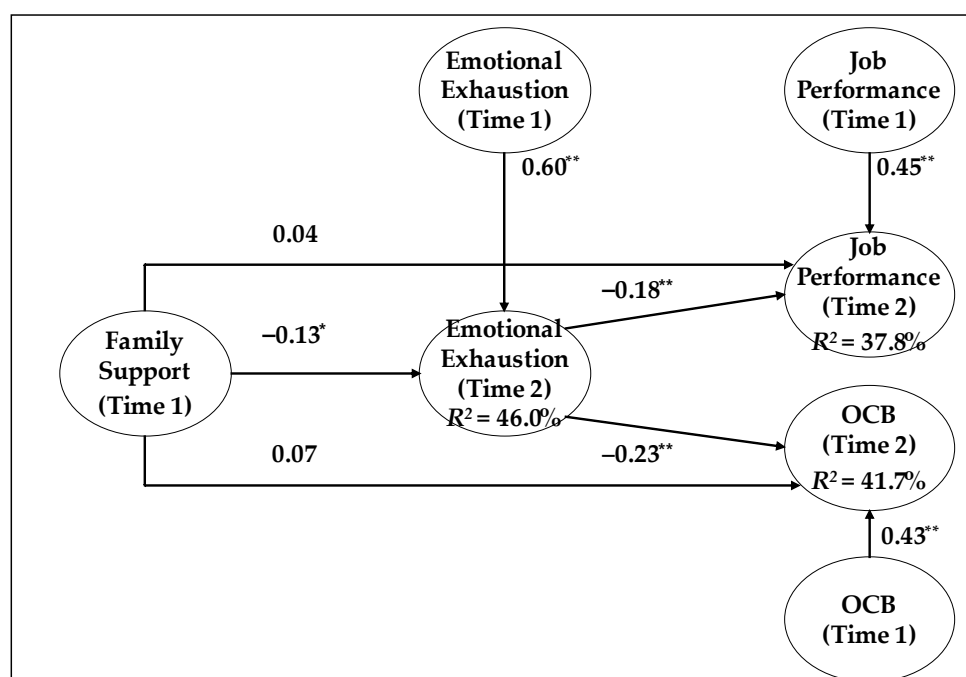 Emotional
Exhaustion
(Time 1)
Job
Performance
(Time 1)
0.60**
0.45**
0.04
Job
Performance
(Time 2)
R² = 37.8%
−0.18**
Family
Support
(Time 1)
−0.13*
Emotional
Exhaustion
(Time 2)
R² = 46.0%
OCB
(Time 2)
R² = 41.7%
0.07
−0.23**
0.43**
OCB
(Time 1)